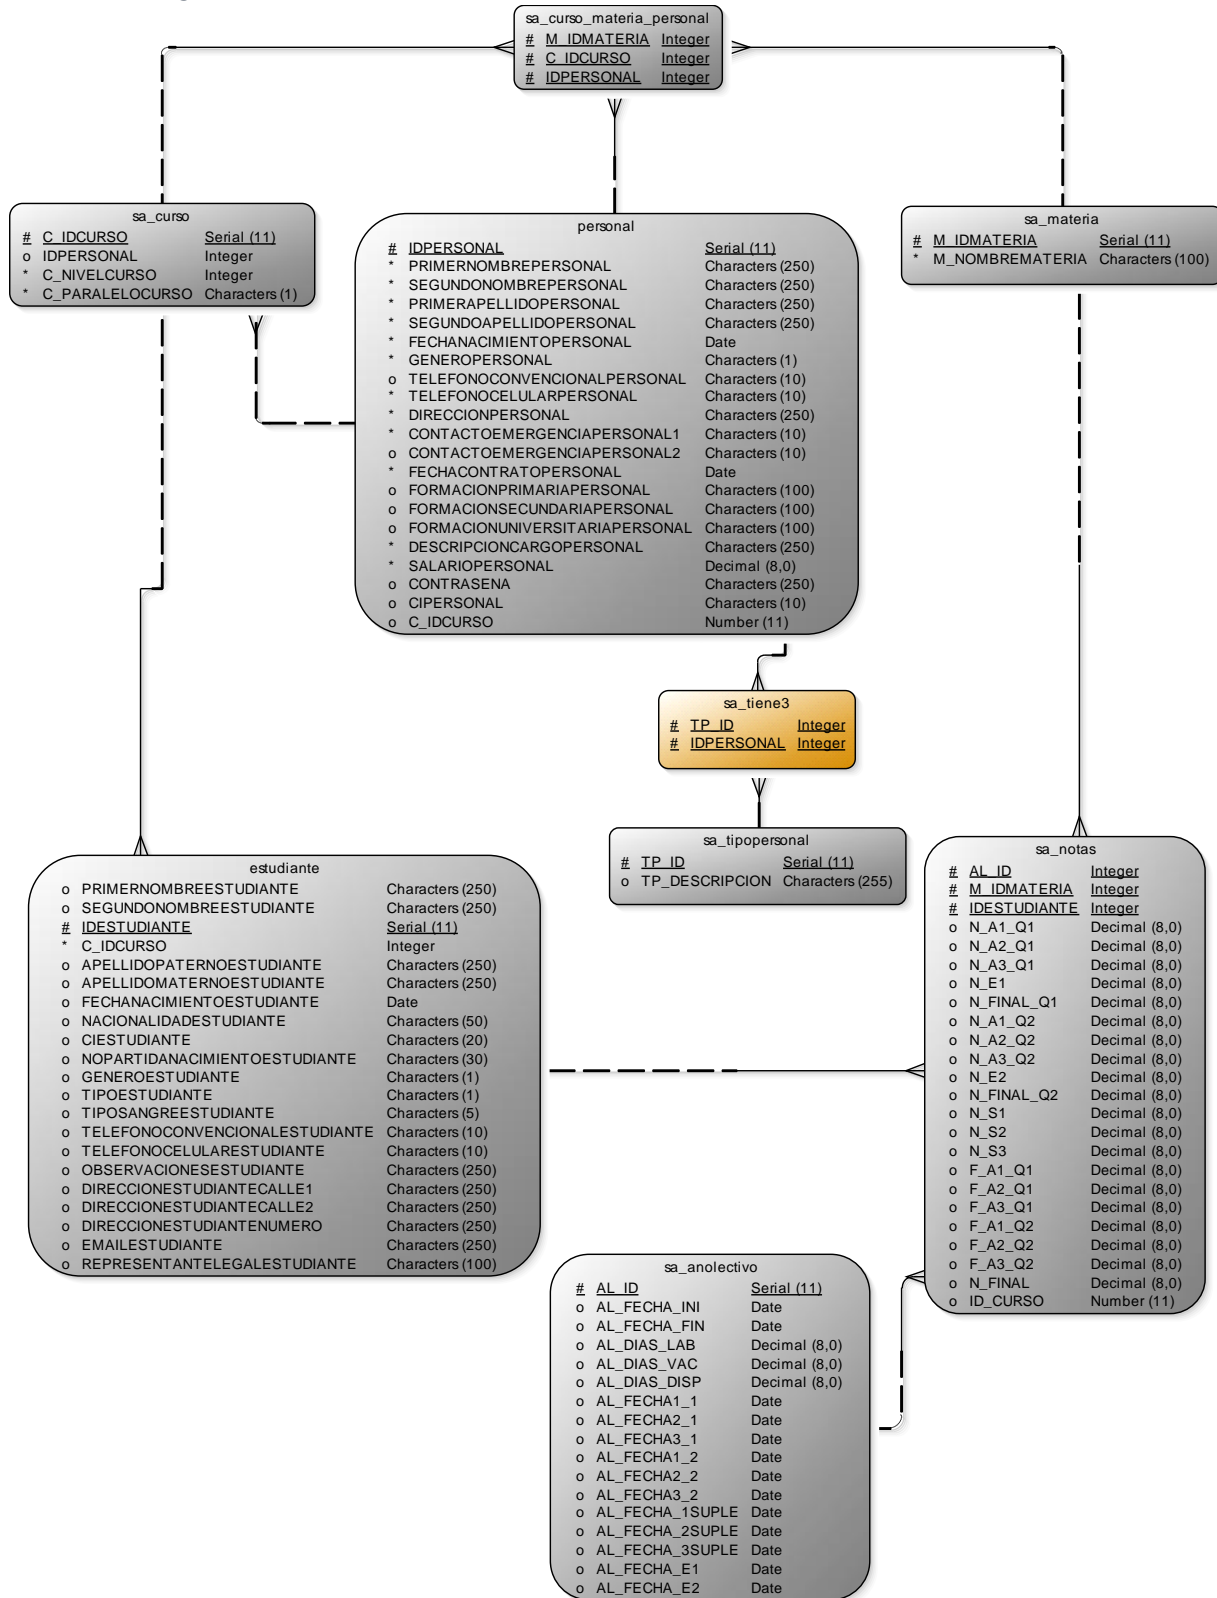 sa_curso_materia_personal
# M_IDMATERIA Integer
# C_IDCURSO Integer
# IDPERSONAL Integer
sa_curso
# C_IDCURSO Serial (11)
o IDPERSONAL Integer
* C_NIVELCURSO Integer
* C_PARALELOCURSO Characters (1)
personal
# IDPERSONAL Serial (11)
* PRIMERNOMBREPERSONAL Characters (250)
* SEGUNDONOMBREPERSONAL Characters (250)
* PRIMERAPELLIDOPERSONAL Characters (250)
* SEGUNDOAPELLIDOPERSONAL Characters (250)
* FECHANACIMIENTOPERSONAL Date
* GENEROPERSONAL Characters (1)
o TELEFONOCONVENCIONALPERSONAL Characters (10)
* TELEFONOCELULARPERSONAL Characters (10)
* DIRECCIONPERSONAL Characters (250)
* CONTACTOEMERGENCIAPERSONAL1 Characters (10)
o CONTACTOEMERGENCIAPERSONAL2 Characters (10)
* FECHACONTRATOPERSONAL Date
o FORMACIONPRIMARIAPERSONAL Characters (100)
o FORMACIONSECUNDARIAPERSONAL Characters (100)
o FORMACIONUNIVERSITARIAPERSONAL Characters (100)
* DESCRIPCIONCARGOPERSONAL Characters (250)
* SALARIOPERSONAL Decimal (8,0)
o CONTRASENA Characters (250)
o CIPERSONAL Characters (10)
o C_IDCURSO Number (11)
sa_materia
# M_IDMATERIA Serial (11)
* M_NOMBREMATERIA Characters (100)
sa_tiene3
# TP_ID Integer
# IDPERSONAL Integer
sa_tipopersonal
# TP_ID Serial (11)
o TP_DESCRIPCION Characters (255)
estudiante
o PRIMERNOMBREESTUDIANTE Characters (250)
o SEGUNDONOMBREESTUDIANTE Characters (250)
# IDESTUDIANTE Serial (11)
* C_IDCURSO Integer
o APELLIDOPATERNOESTUDIANTE Characters (250)
o APELLIDOMATERNOESTUDIANTE Characters (250)
o FECHANACIMIENTOESTUDIANTE Date
o NACIONALIDADESTUDIANTE Characters (50)
o CIESTUDIANTE Characters (20)
o NOPARTIDANACIMIENTOESTUDIANTE Characters (30)
o GENEROESTUDIANTE Characters (1)
o TIPOESTUDIANTE Characters (1)
o TIPOSANGREESTUDIANTE Characters (5)
o TELEFONOCONVENCIONALESTUDIANTE Characters (10)
o TELEFONOCELULARESTUDIANTE Characters (10)
o OBSERVACIONESESTUDIANTE Characters (250)
o DIRECCIONESTUDIANTECALLE1 Characters (250)
o DIRECCIONESTUDIANTECALLE2 Characters (250)
o DIRECCIONESTUDIANTENUMERO Characters (250)
o EMAILESTUDIANTE Characters (250)
o REPRESENTANTELEGALESTUDIANTE Characters (100)
sa_notas
# AL_ID Integer
# M_IDMATERIA Integer
# IDESTUDIANTE Integer
o N_A1_Q1 Decimal (8,0)
o N_A2_Q1 Decimal (8,0)
o N_A3_Q1 Decimal (8,0)
o N_E1 Decimal (8,0)
o N_FINAL_Q1 Decimal (8,0)
o N_A1_Q2 Decimal (8,0)
o N_A2_Q2 Decimal (8,0)
o N_A3_Q2 Decimal (8,0)
o N_E2 Decimal (8,0)
o N_FINAL_Q2 Decimal (8,0)
o N_S1 Decimal (8,0)
o N_S2 Decimal (8,0)
o N_S3 Decimal (8,0)
o F_A1_Q1 Decimal (8,0)
o F_A2_Q1 Decimal (8,0)
o F_A3_Q1 Decimal (8,0)
o F_A1_Q2 Decimal (8,0)
o F_A2_Q2 Decimal (8,0)
o F_A3_Q2 Decimal (8,0)
o N_FINAL Decimal (8,0)
o ID_CURSO Number (11)
sa_anolectivo
# AL_ID Serial (11)
o AL_FECHA_INI Date
o AL_FECHA_FIN Date
o AL_DIAS_LAB Decimal (8,0)
o AL_DIAS_VAC Decimal (8,0)
o AL_DIAS_DISP Decimal (8,0)
o AL_FECHA1_1 Date
o AL_FECHA2_1 Date
o AL_FECHA3_1 Date
o AL_FECHA1_2 Date
o AL_FECHA2_2 Date
o AL_FECHA3_2 Date
o AL_FECHA_1SUPLE Date
o AL_FECHA_2SUPLE Date
o AL_FECHA_3SUPLE Date
o AL_FECHA_E1 Date
o AL_FECHA_E2 Date